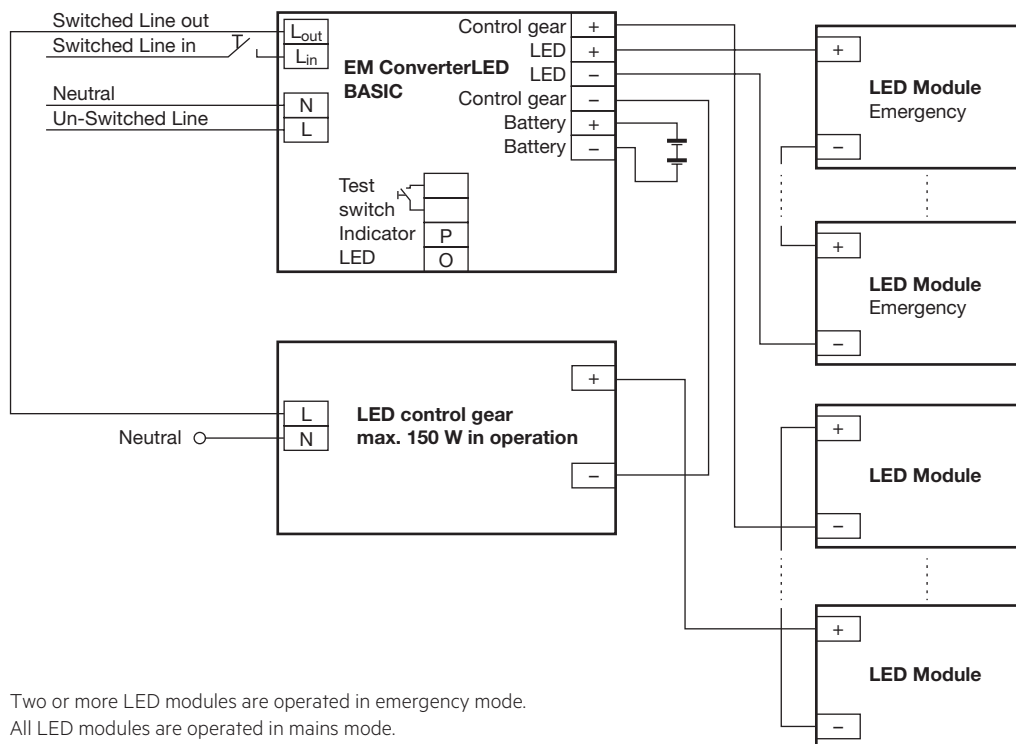 Switched Line out
Switched Line in
Neutral
Un-Switched Line
Lout
Lin
N
L
EM ConverterLED
BASIC
Test
switch
Indicator P
LED O
Control gear +
LED +
LED −
Control gear −
Battery +
Battery −
+
LED Module
Emergency
−
+
LED Module
Emergency
−
L
N
Neutral
LED control gear
max. 150 W in operation
+
−
+
LED Module
−
+
LED Module
−
Two or more LED modules are operated in emergency mode.
All LED modules are operated in mains mode.